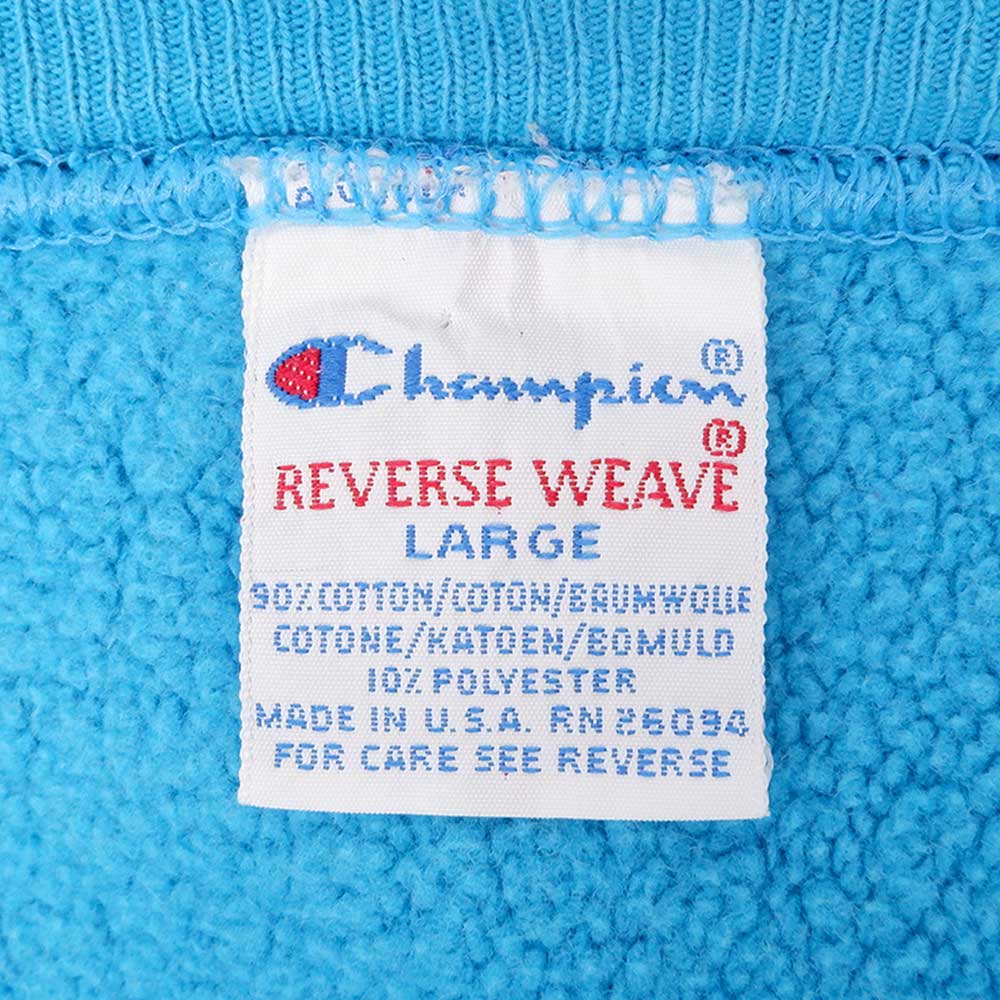 Champion®
REVERSE WEAVE®
LARGE
90% COTTON/COTON/BAUMWOLLE
COTONE/KATOEN/BOMULD
10% POLYESTER
MADE IN U.S.A. RN 26094
FOR CARE SEE REVERSE